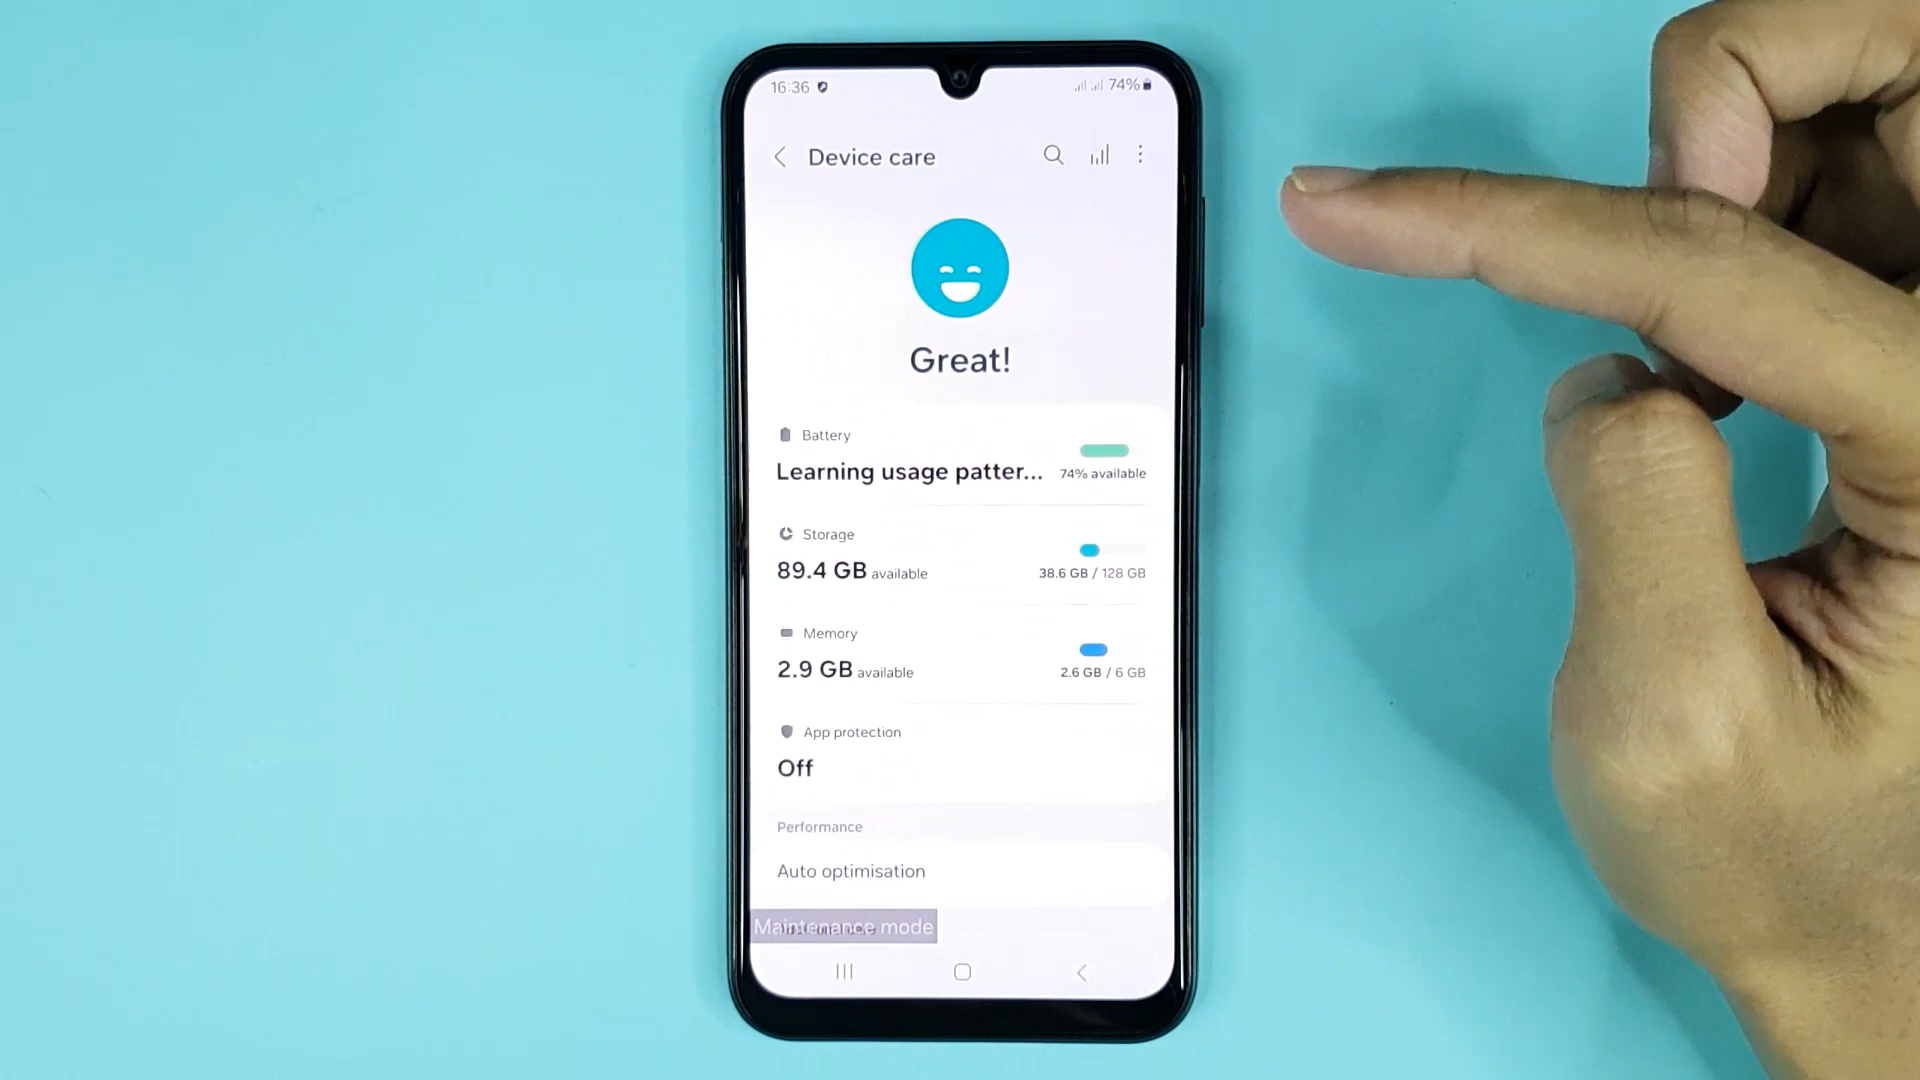 16:36
74%
Device care
Great!
Battery
Learning usage patter...
74% available
Storage
89.4 GB available
38.6 GB / 128 GB
Memory
2.9 GB available
2.6 GB / 6 GB
App protection
Off
Performance
Auto optimisation
Maintenance mode